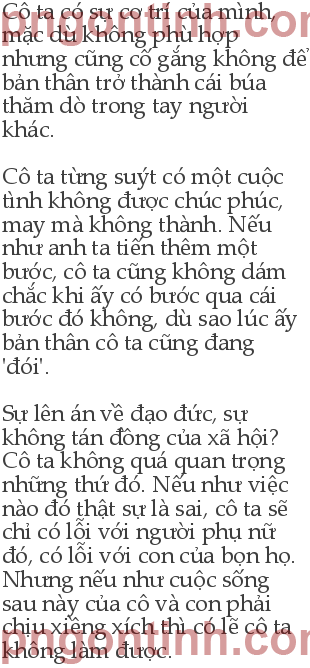 Cô ta có sự cơ trí của mình,
mặc dù không phù hợp
nhưng cũng cố gắng không để
bản thân trở thành cái búa
thăm dò trong tay người
khác.
Cô ta từng suýt có một cuộc
tình không được chúc phúc,
may mà không thành. Nếu
như anh ta tiến thêm một
bước, cô ta cũng không dám
chắc khi ấy có bước qua cái
bước đó không, dù sao lúc ấy
bản thân cô ta cũng đang
'đói'.
Sự lên án về đạo đức, sự
không tán đồng của xã hội?
Cô ta không quá quan trọng
những thứ đó. Nếu như việc
nào đó thật sự là sai, cô ta sẽ
chỉ có lỗi với người phụ nữ
đó, có lỗi với con của bọn họ.
Nhưng nếu như cuộc sống
sau này của cô và con phải
chịu xiềng xích thì có lẽ cô ta
không làm được.
pngontinh.com
pngontinh.com